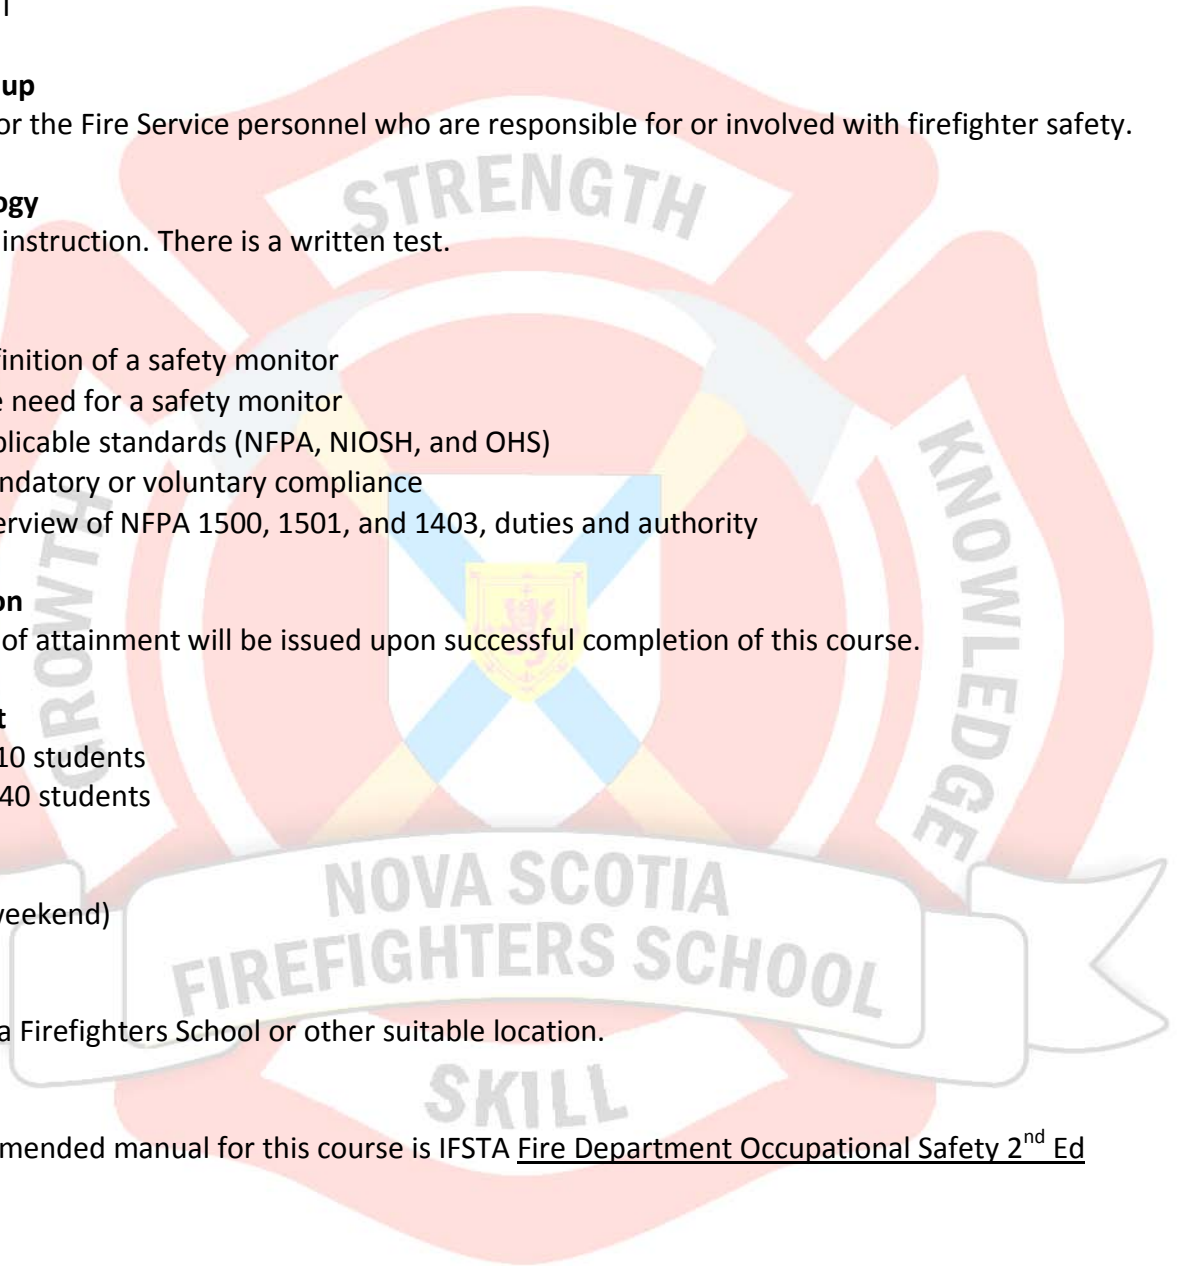 up
or the Fire Service personnel who are responsible for or involved with firefighter safety.
STRENGTH
ogy
instruction. There is a written test.
finition of a safety monitor
e need for a safety monitor
plicable standards (NFPA, NIOSH, and OHS)
ndatory or voluntary compliance
erview of NFPA 1500, 1501, and 1403, duties and authority
GROWTH
KNOWLEDGE
on
of attainment will be issued upon successful completion of this course.
t
10 students
40 students
NOVA SCOTIA
weekend)
FIREFIGHTERS SCHOOL
a Firefighters School or other suitable location.
SKILL
mmended manual for this course is IFSTA Fire Department Occupational Safety 2nd Ed